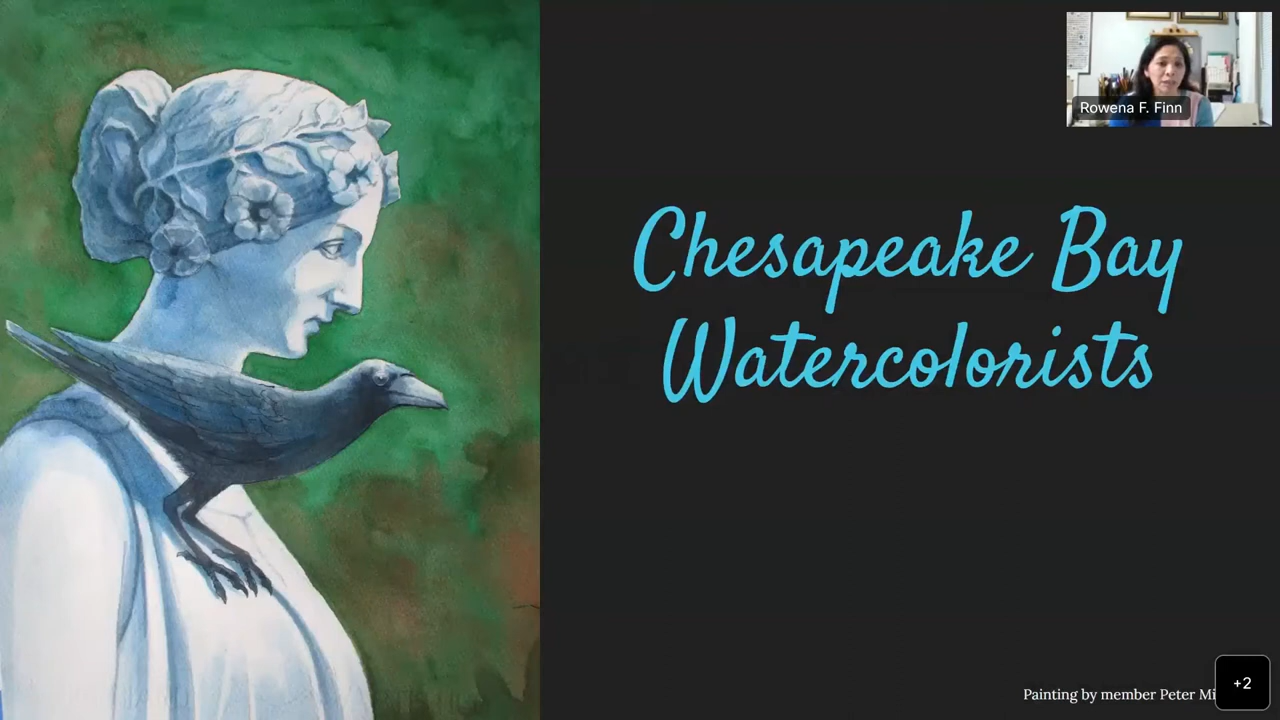 Rowena F. Finn
Chesapeake Bay
Watercolorists
Painting by member Peter
+2